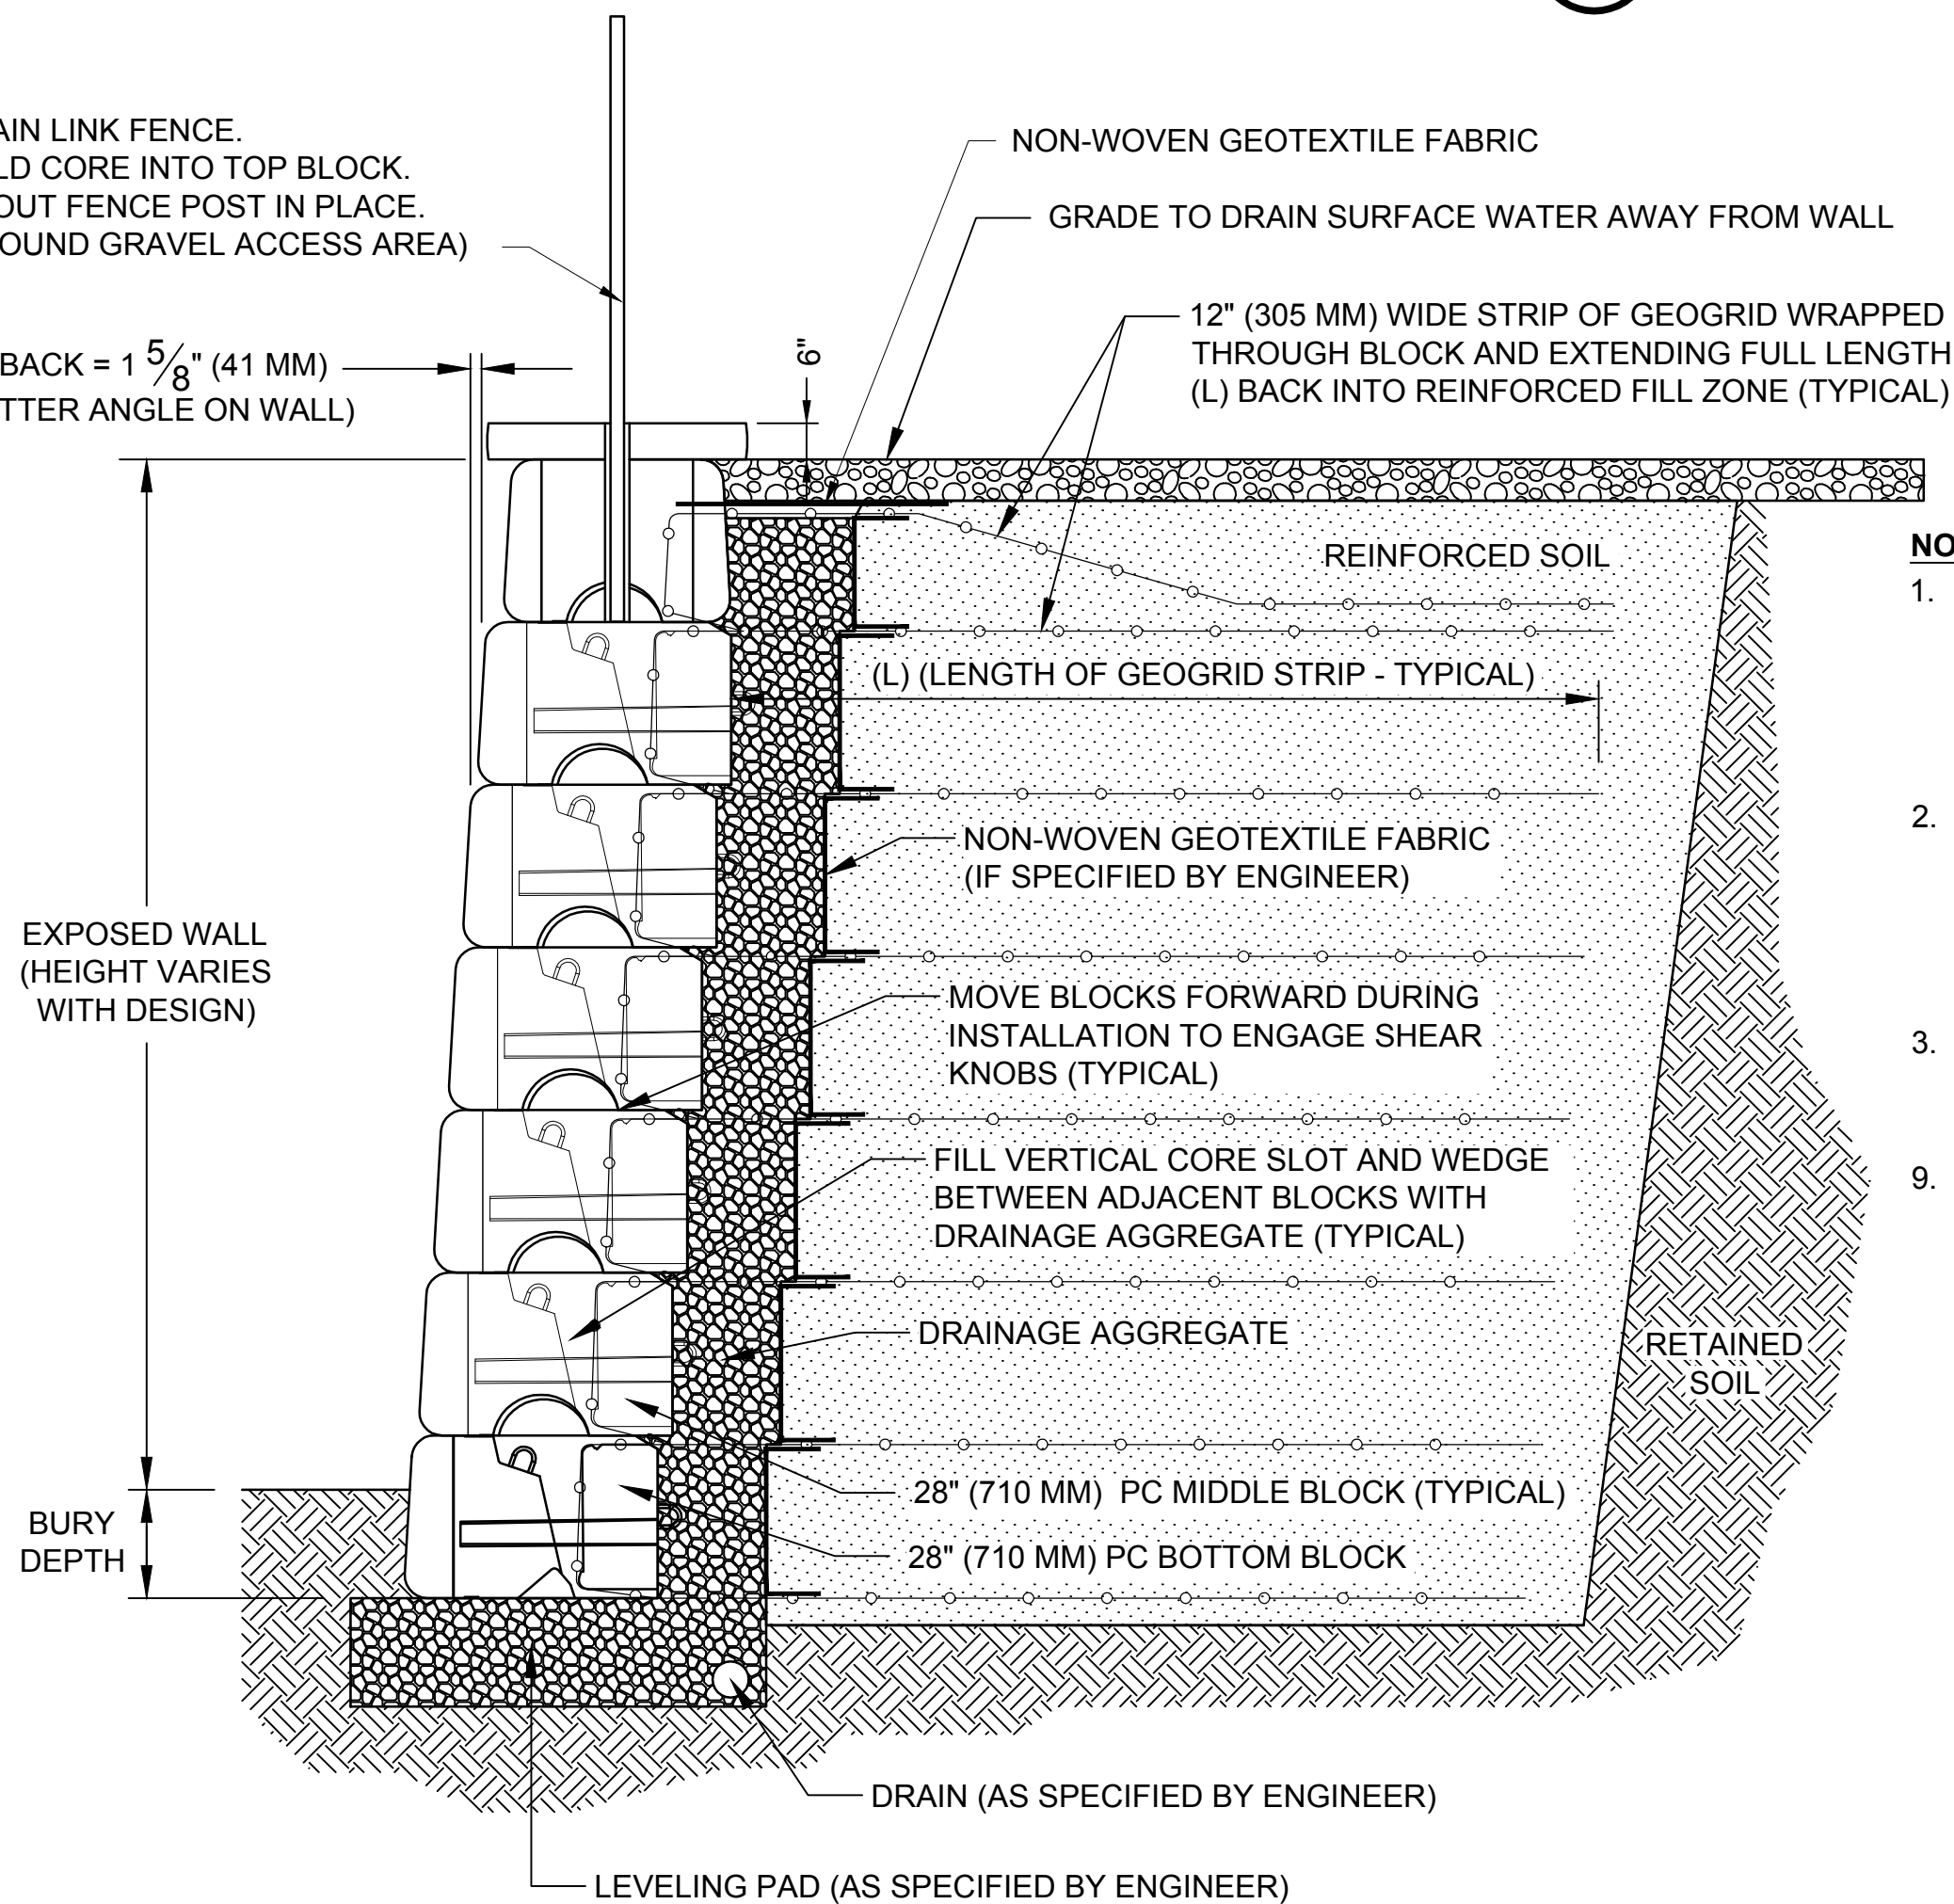 AIN LINK FENCE.
LD CORE INTO TOP BLOCK.
OUT FENCE POST IN PLACE.
OUND GRAVEL ACCESS AREA)
BACK = 1 5/8" (41 MM)
TTER ANGLE ON WALL)
6"
NON-WOVEN GEOTEXTILE FABRIC
GRADE TO DRAIN SURFACE WATER AWAY FROM WALL
12" (305 MM) WIDE STRIP OF GEOGRID WRAPPED
THROUGH BLOCK AND EXTENDING FULL LENGTH
(L) BACK INTO REINFORCED FILL ZONE (TYPICAL)
REINFORCED SOIL
(L) (LENGTH OF GEOGRID STRIP - TYPICAL)
NON-WOVEN GEOTEXTILE FABRIC
(IF SPECIFIED BY ENGINEER)
EXPOSED WALL
(HEIGHT VARIES
WITH DESIGN)
MOVE BLOCKS FORWARD DURING
INSTALLATION TO ENGAGE SHEAR
KNOBS (TYPICAL)
FILL VERTICAL CORE SLOT AND WEDGE
BETWEEN ADJACENT BLOCKS WITH
DRAINAGE AGGREGATE (TYPICAL)
DRAINAGE AGGREGATE
RETAINED
SOIL
28" (710 MM) PC MIDDLE BLOCK (TYPICAL)
BURY
DEPTH
28" (710 MM) PC BOTTOM BLOCK
DRAIN (AS SPECIFIED BY ENGINEER)
LEVELING PAD (AS SPECIFIED BY ENGINEER)
NO
1.
2.
3.
9.